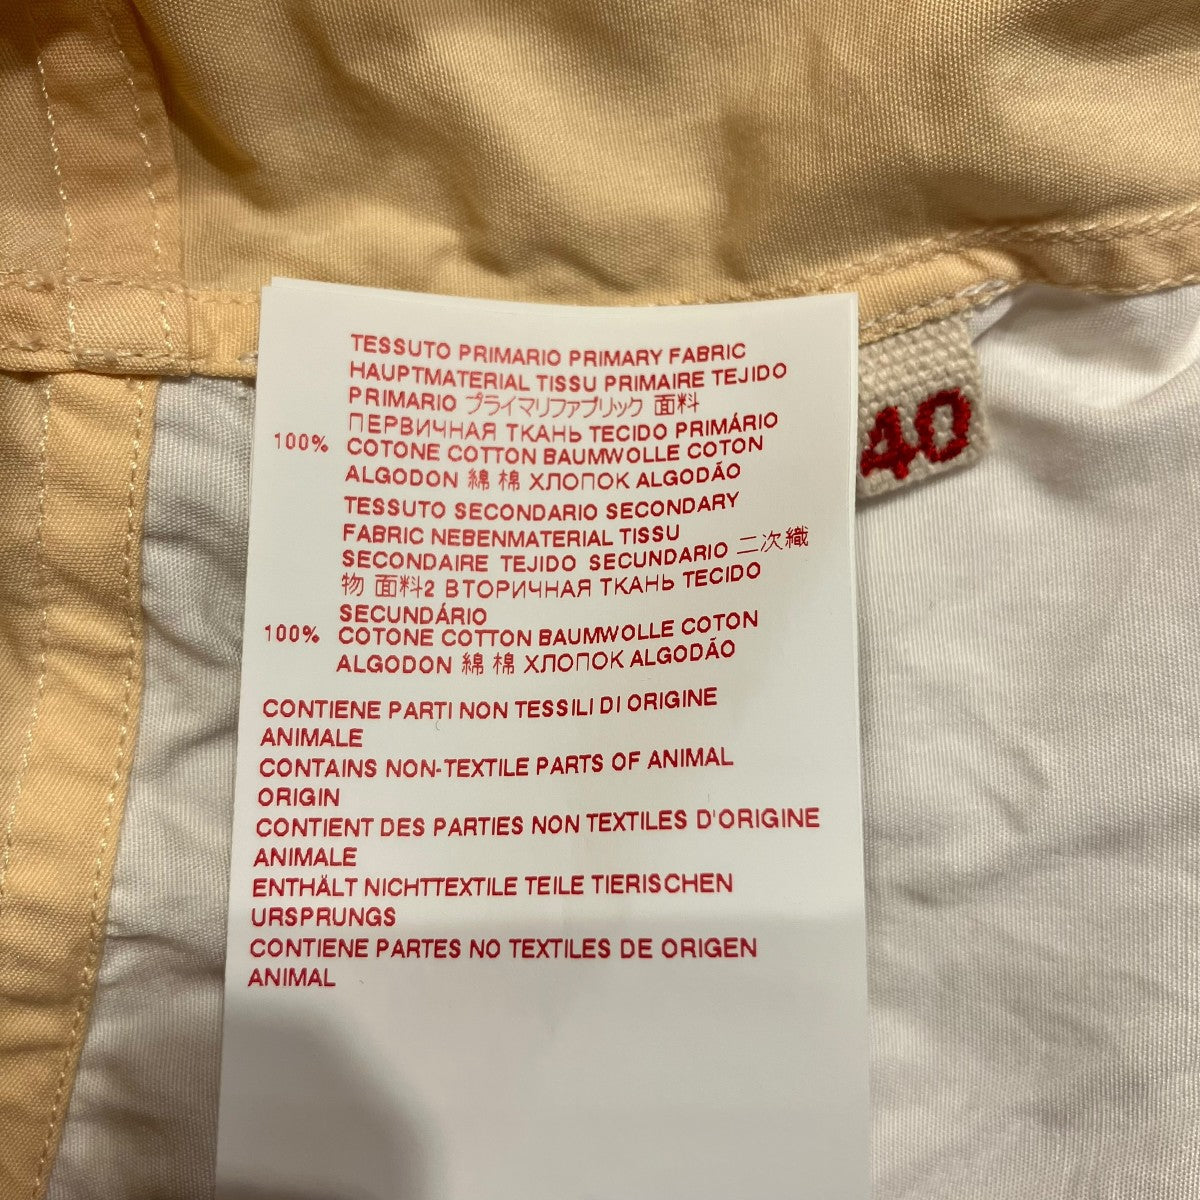 TESSUTO PRIMARIO PRIMARY FABRIC
HAUPTMATERIAL TISSU PRIMAIRE TEJIDO
PRIMARIO プライマリファブリック 面料
ПЕРВИЧНАЯ ТКАНЬ TECIDO PRIMÁRIO
100% COTONE COTTON BAUMWOLLE COTON
ALGODON 綿 棉 ХЛОПОК ALGODÃO
TESSUTO SECONDARIO SECONDARY
FABRIC NEBENMATERIAL TISSU
SECONDAIRE TEJIDO SECUNDARIO 二次織
物 面料2 ВТОРИЧНАЯ ТКАНЬ TECIDO
SECUNDÁRIO
100% COTONE COTTON BAUMWOLLE COTON
ALGODON 綿 棉 ХЛОПОК ALGODÃO
CONTIENE PARTI NON TESSILI DI ORIGINE
ANIMALE
CONTAINS NON-TEXTILE PARTS OF ANIMAL
ORIGIN
CONTIENT DES PARTIES NON TEXTILES D'ORIGINE
ANIMALE
ENTHÄLT NICHTTEXTILE TEILE TIERISCHEN
URSPRUNGS
CONTIENE PARTES NO TEXTILES DE ORIGEN
ANIMAL
40